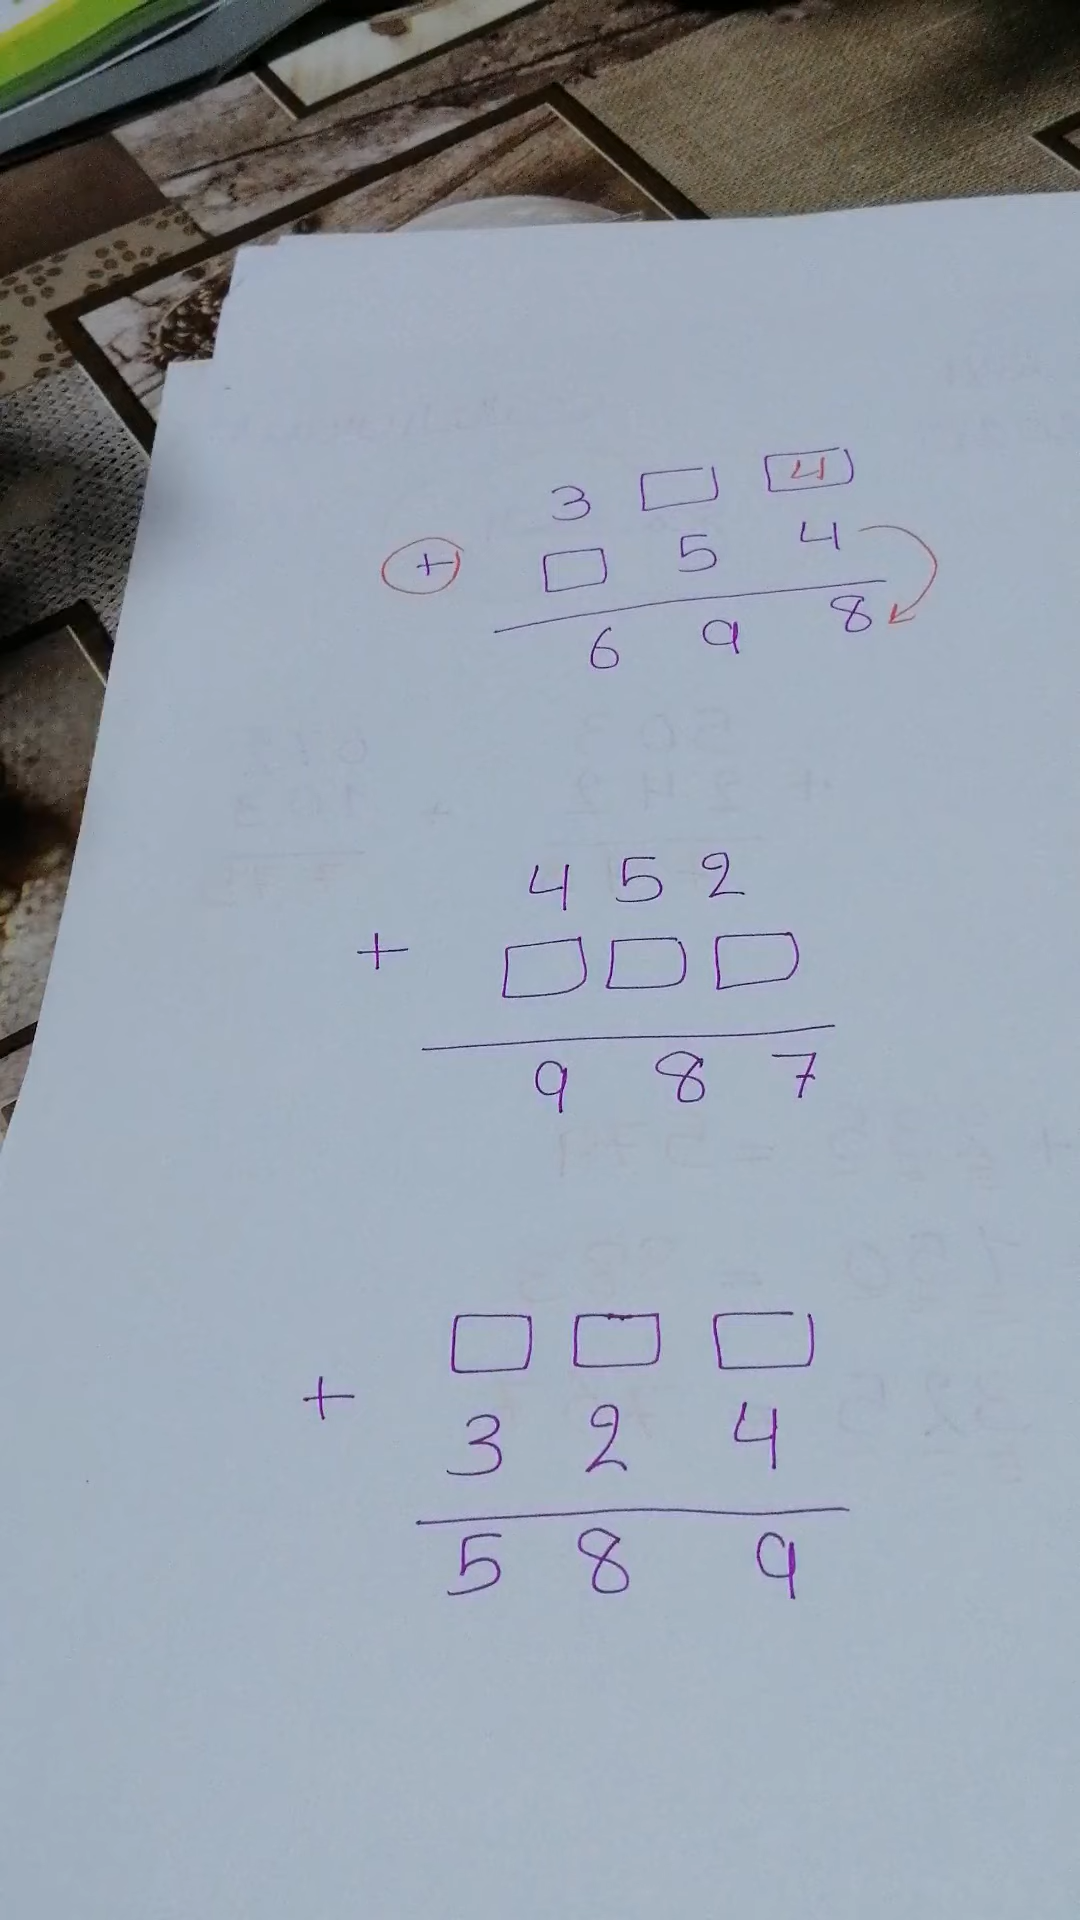 3 □ 4
+ □ 5 4
6 9 8
4 5 2
+ □ □ □
9 8 7
□ □ □
+
3 2 4
5 8 9